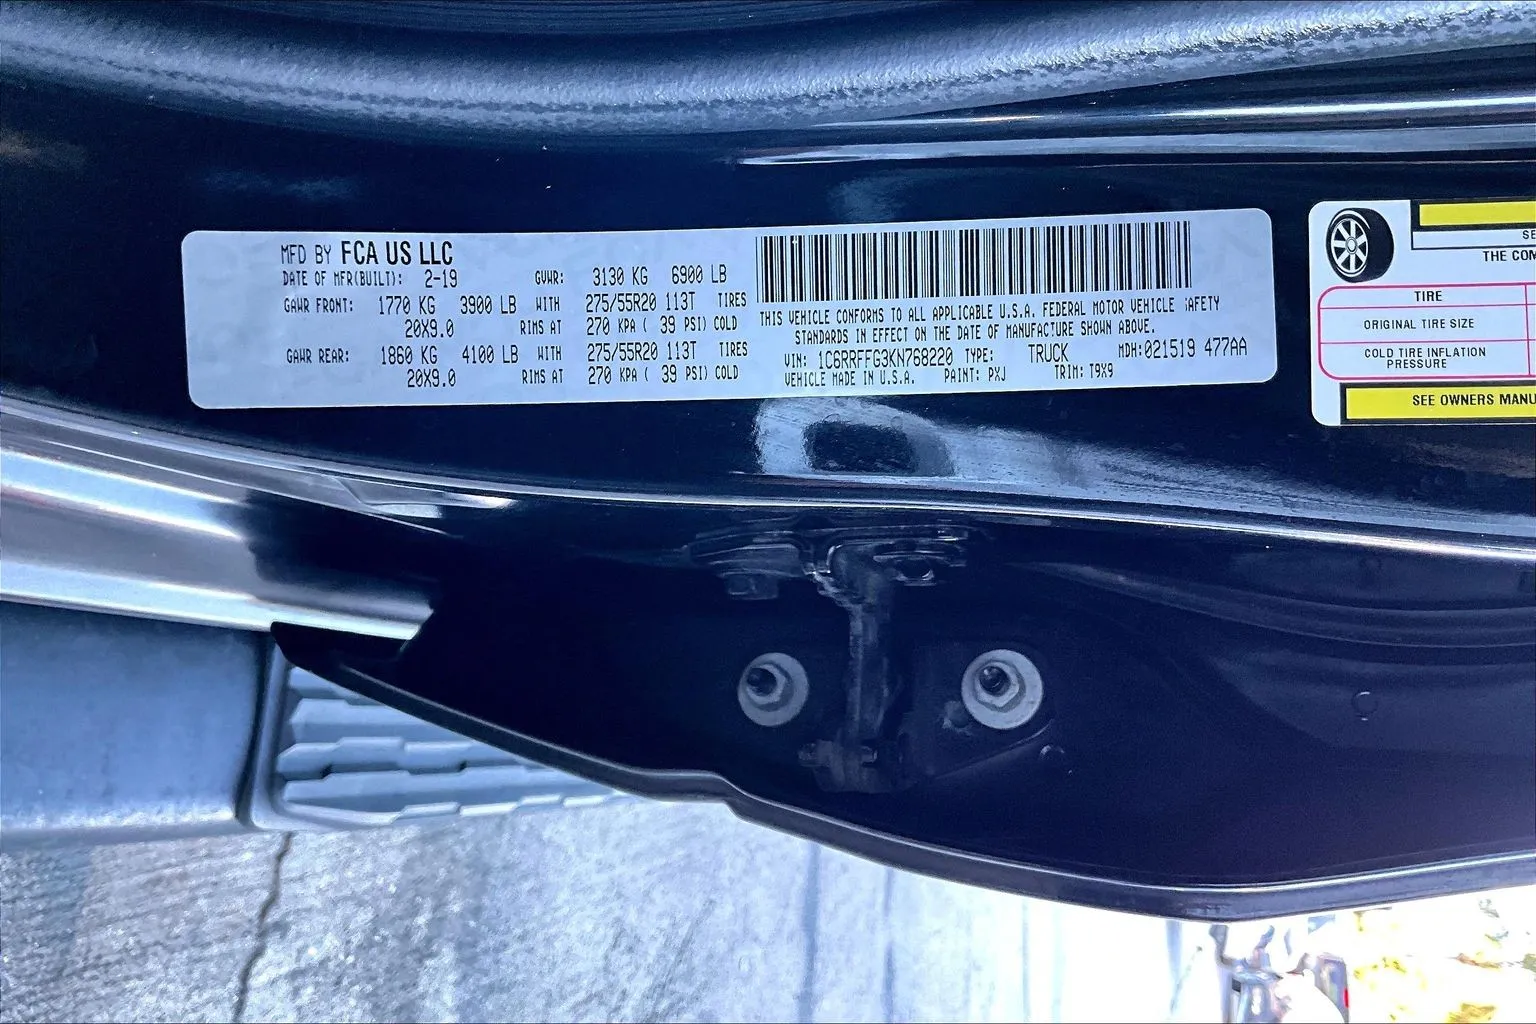 MFD BY FCA US LLC
DATE OF MFR(BUILT): 2-19 GVWR: 3130 KG 6900 LB
GAWR FRONT: 1770 KG 3900 LB WITH 275/55R20 113T TIRES
20X9.0 RIMS AT 270 KPA ( 39 PSI) COLD
GAWR REAR: 1860 KG 4100 LB WITH 275/55R20 113T TIRES
20X9.0 RIMS AT 270 KPA ( 39 PSI) COLD
THIS VEHICLE CONFORMS TO ALL APPLICABLE U.S.A. FEDERAL MOTOR VEHICLE SAFETY
STANDARDS IN EFFECT ON THE DATE OF MANUFACTURE SHOWN ABOVE.
VIN: 1C6RRFFG3KN768220 TYPE: TRUCK MDH:021519 477AA
VEHICLE MADE IN U.S.A. PAINT: PXJ TRIM: T9X9
THE
TIRE
ORIGINAL TIRE SIZE
COLD TIRE INFLATION
PRESSURE
SEE OWNERS